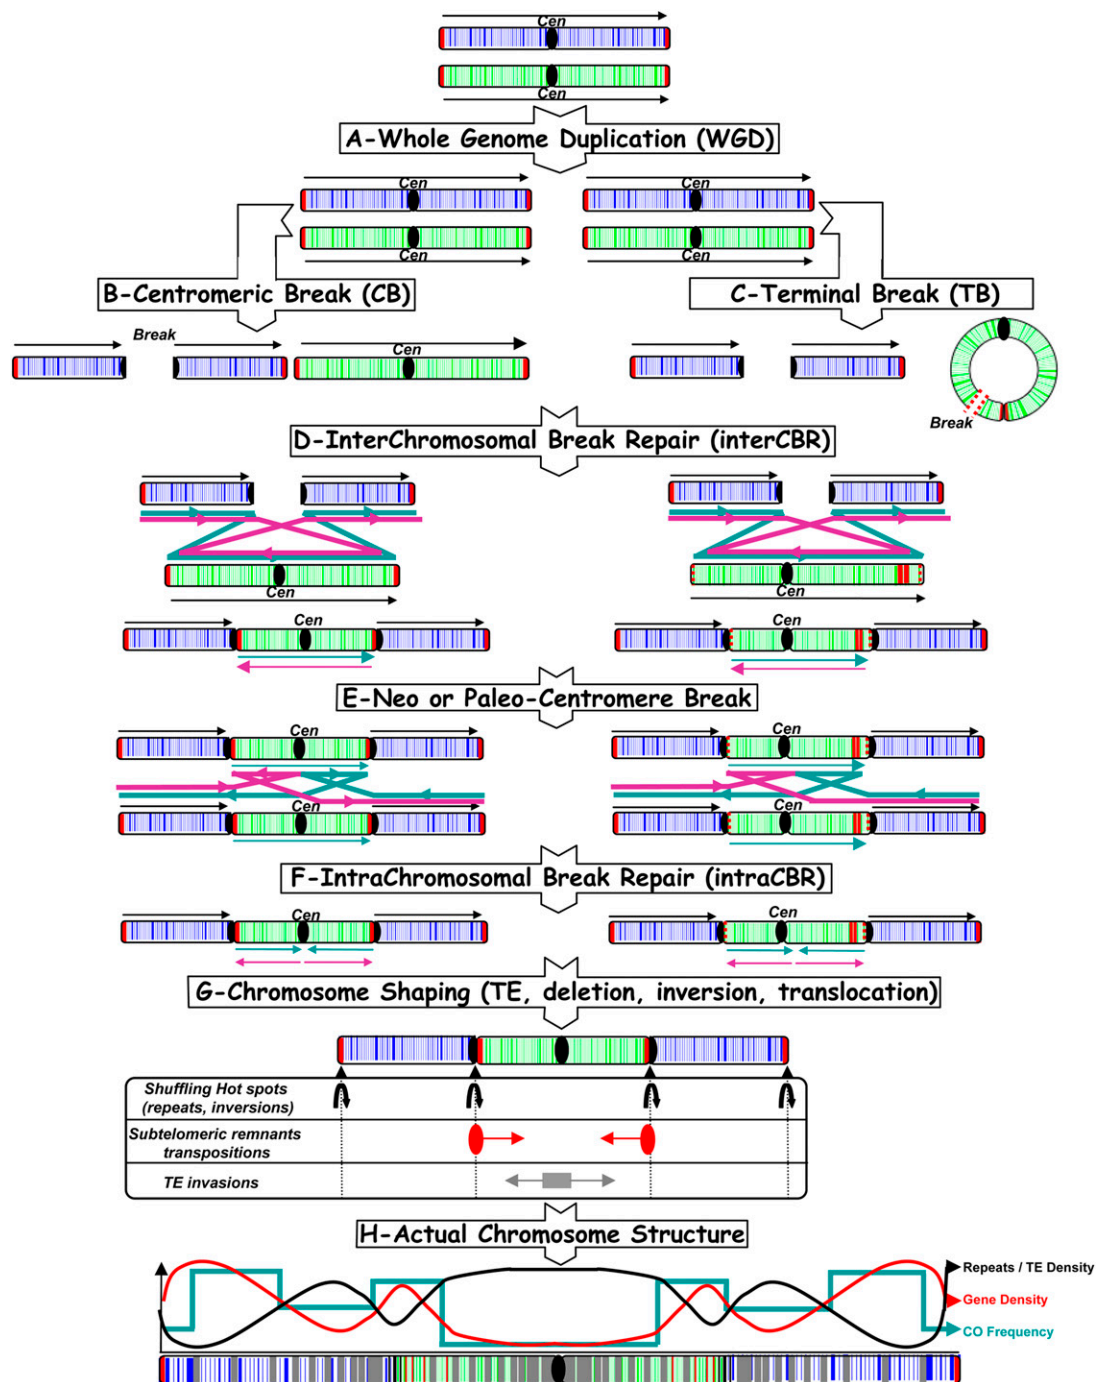 Cen
Cen
A-Whole Genome Duplication (WGD)
Cen
Cen
Cen
Cen
B-Centromeric Break (CB)
C-Terminal Break (TB)
Break
Cen
Break
D-InterChromosomal Break Repair (interCBR)
Cen
Cen
Cen
Cen
E-Neo or Paleo-Centromere Break
Cen
Cen
Cen
Cen
F-IntraChromosomal Break Repair (intraCBR)
Cen
Cen
G-Chromosome Shaping (TE, deletion, inversion, translocation)
Shuffling Hot spots
(repeats, inversions)
Subtelomeric remnants
transpositions
TE invasions
H-Actual Chromosome Structure
Repeats / TE Density
Gene Density
CO Frequency